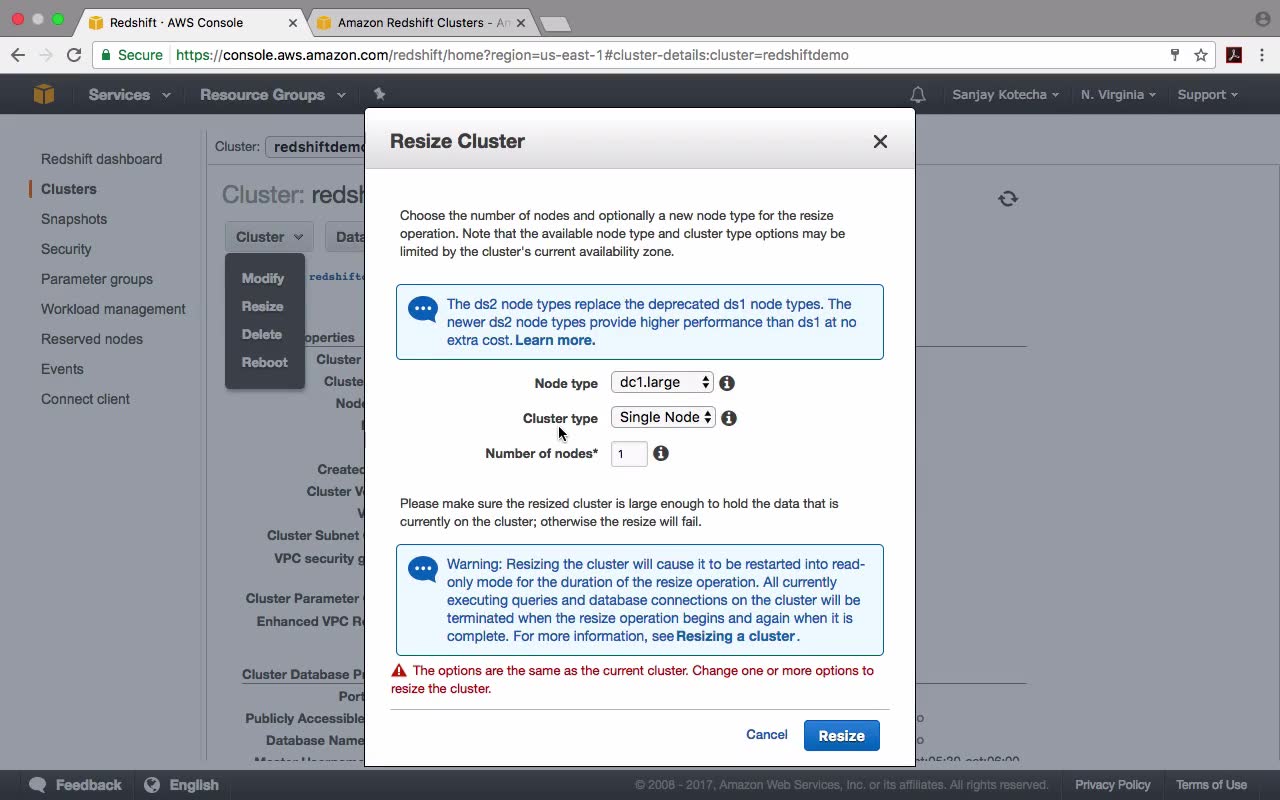 Redshift · AWS Console
Amazon Redshift Clusters - Am
Secure
https://console.aws.amazon.com/redshift/home?region=us-east-1#cluster-details:cluster=redshiftdemo
Services
Resource Groups
Sanjay Kotecha
N. Virginia
Support
Redshift dashboard
Clusters
Snapshots
Security
Parameter groups
Workload management
Reserved nodes
Events
Connect client
Cluster: redshiftdemo
Cluster: redsh
Cluster
Data
Modify
Resize
Delete
Reboot
redshiftd
operties
Cluster
Cluste
Node
Created
Cluster Ve
V
Cluster Subnet
VPC security g
Cluster Parameter
Enhanced VPC Ro
Cluster Database Pr
Port
Publicly Accessible
Database Name
Master Username
Resize Cluster
Choose the number of nodes and optionally a new node type for the resize
operation. Note that the available node type and cluster type options may be
limited by the cluster's current availability zone.
The ds2 node types replace the deprecated ds1 node types. The
newer ds2 node types provide higher performance than ds1 at no
extra cost. Learn more.
Node type dc1.large
Cluster type Single Node
Number of nodes* 1
Please make sure the resized cluster is large enough to hold the data that is
currently on the cluster; otherwise the resize will fail.
Warning: Resizing the cluster will cause it to be restarted into read-
only mode for the duration of the resize operation. All currently
executing queries and database connections on the cluster will be
terminated when the resize operation begins and again when it is
complete. For more information, see Resizing a cluster.
The options are the same as the current cluster. Change one or more options to
resize the cluster.
Cancel
Resize
Feedback
English
© 2008 - 2017, Amazon Web Services, Inc. or its affiliates. All rights reserved.
Privacy Policy
Terms of Use